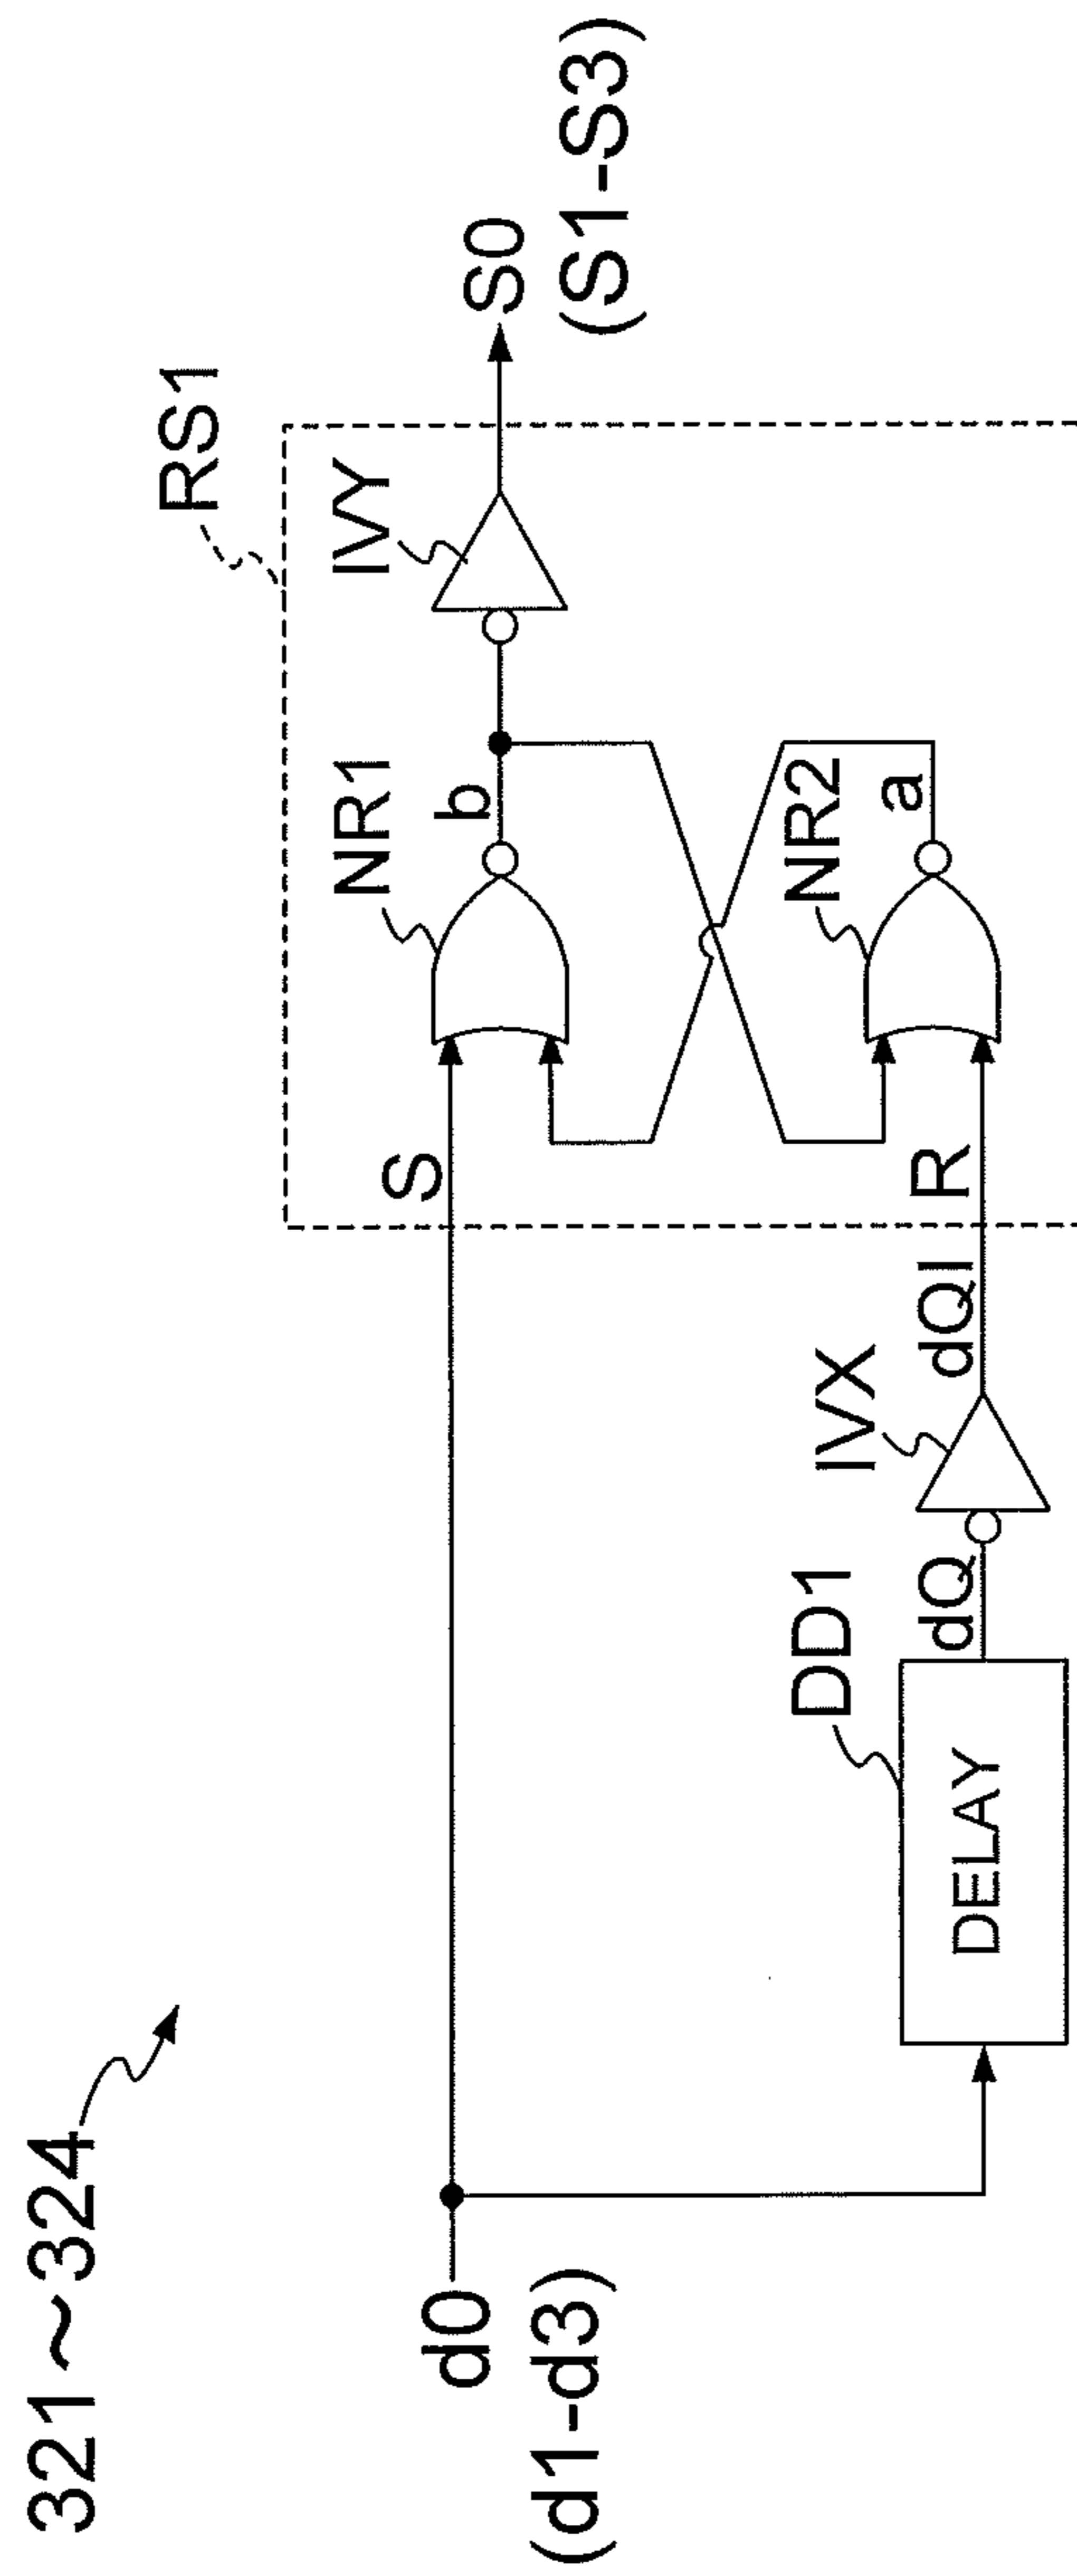 321～324
RS1
IVY
NR1
b
S0
(S1-S3)
S
d0
(d1-d3)
NR2
a
R
dQI
IVX
dQ
DD1
DELAY